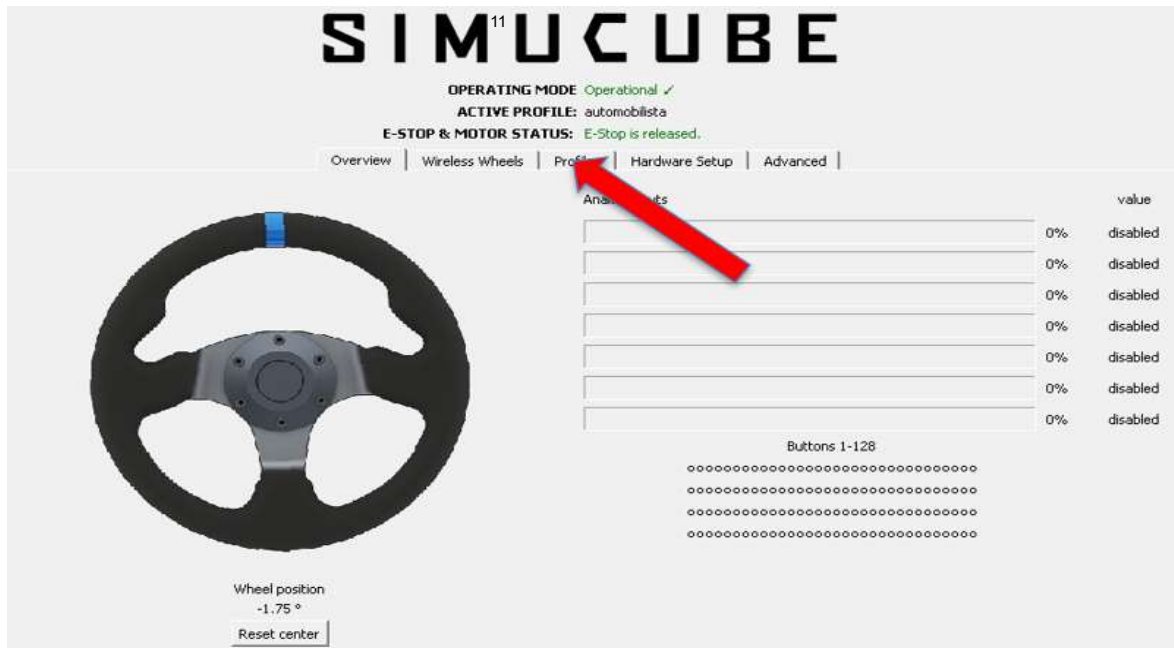 SIMUCUBE
11
OPERATING MODE Operational ✓
ACTIVE PROFILE: automobilista
E-STOP & MOTOR STATUS: E-Stop is released.
Overview Wireless Wheels Hardware Setup Advanced
value
0% disabled
0% disabled
0% disabled
0% disabled
0% disabled
0% disabled
0% disabled
Buttons 1-128
Wheel position
-1.75 °
Reset center